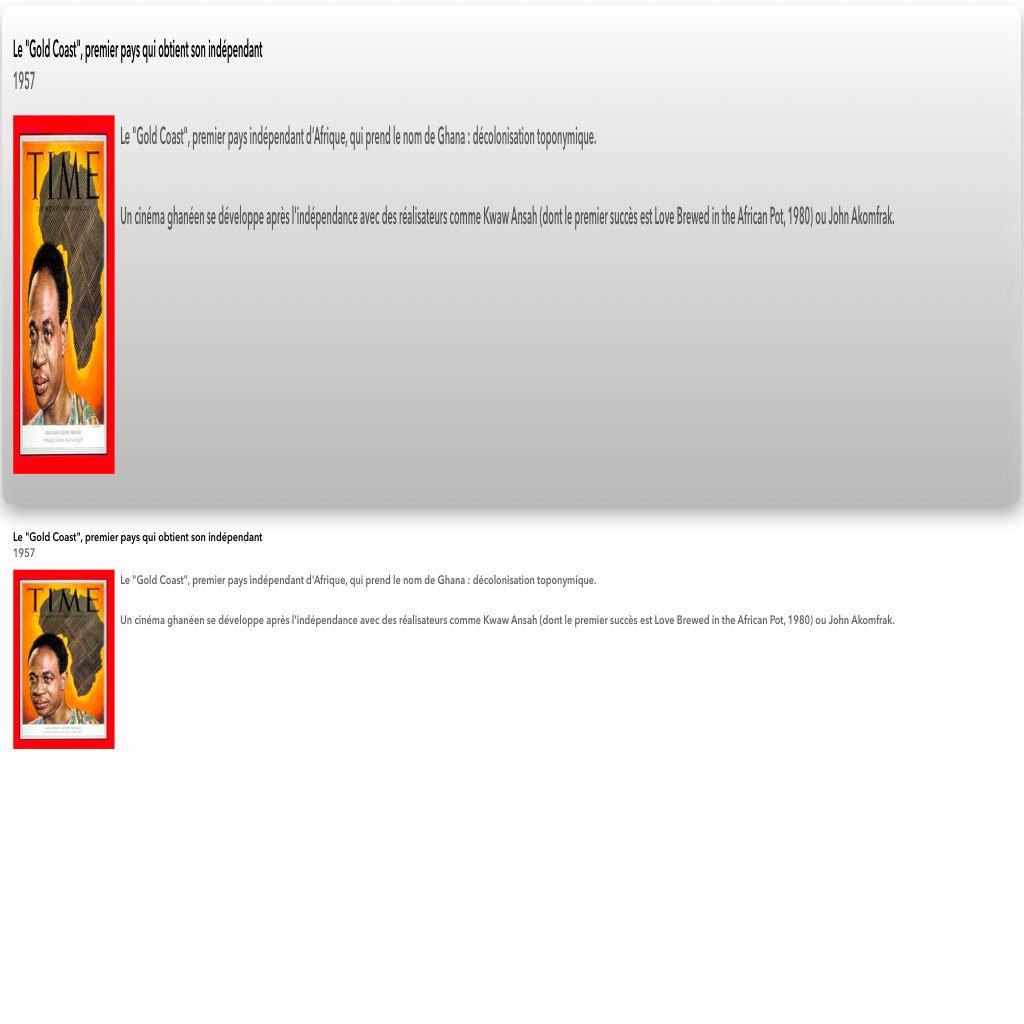 Le "Gold Coast", premier pays qui obtient son indépendant
1957
TIME
Le "Gold Coast", premier pays indépendant d'Afrique, qui prend le nom de Ghana : décolonisation toponymique.
Un cinéma ghanéen se développe après l'indépendance avec des réalisateurs comme Kwaw Ansah (dont le premier succès est Love Brewed in the African Pot, 1980) ou John Akomfrak.
Le "Gold Coast", premier pays qui obtient son indépendant
1957
TIME
Le "Gold Coast", premier pays indépendant d'Afrique, qui prend le nom de Ghana : décolonisation toponymique.
Un cinéma ghanéen se développe après l'indépendance avec des réalisateurs comme Kwaw Ansah (dont le premier succès est Love Brewed in the African Pot, 1980) ou John Akomfrak.